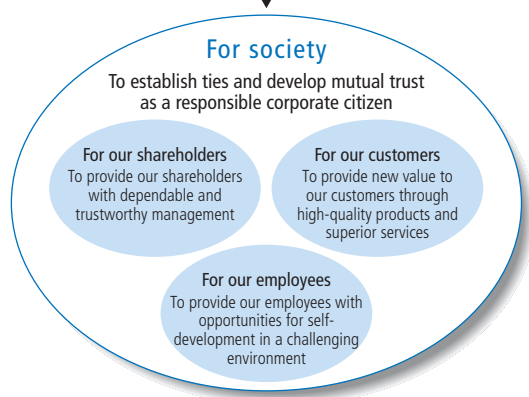 For society
To establish ties and develop mutual trust
as a responsible corporate citizen
For our shareholders
To provide our shareholders
with dependable and
trustworthy management
For our customers
To provide new value to
our customers through
high-quality products and
superior services
For our employees
To provide our employees with
opportunities for self-
development in a challenging
environment